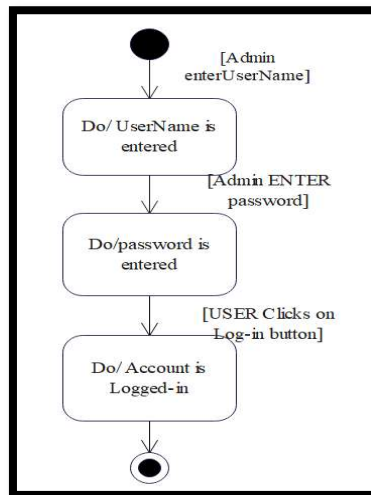 [Admin
enterUserName]
Do/ UserName is
entered
[Admin ENTER
password]
Do/password is
entered
[USER Clicks on
Log-in button]
Do/ Account is
Logged-in